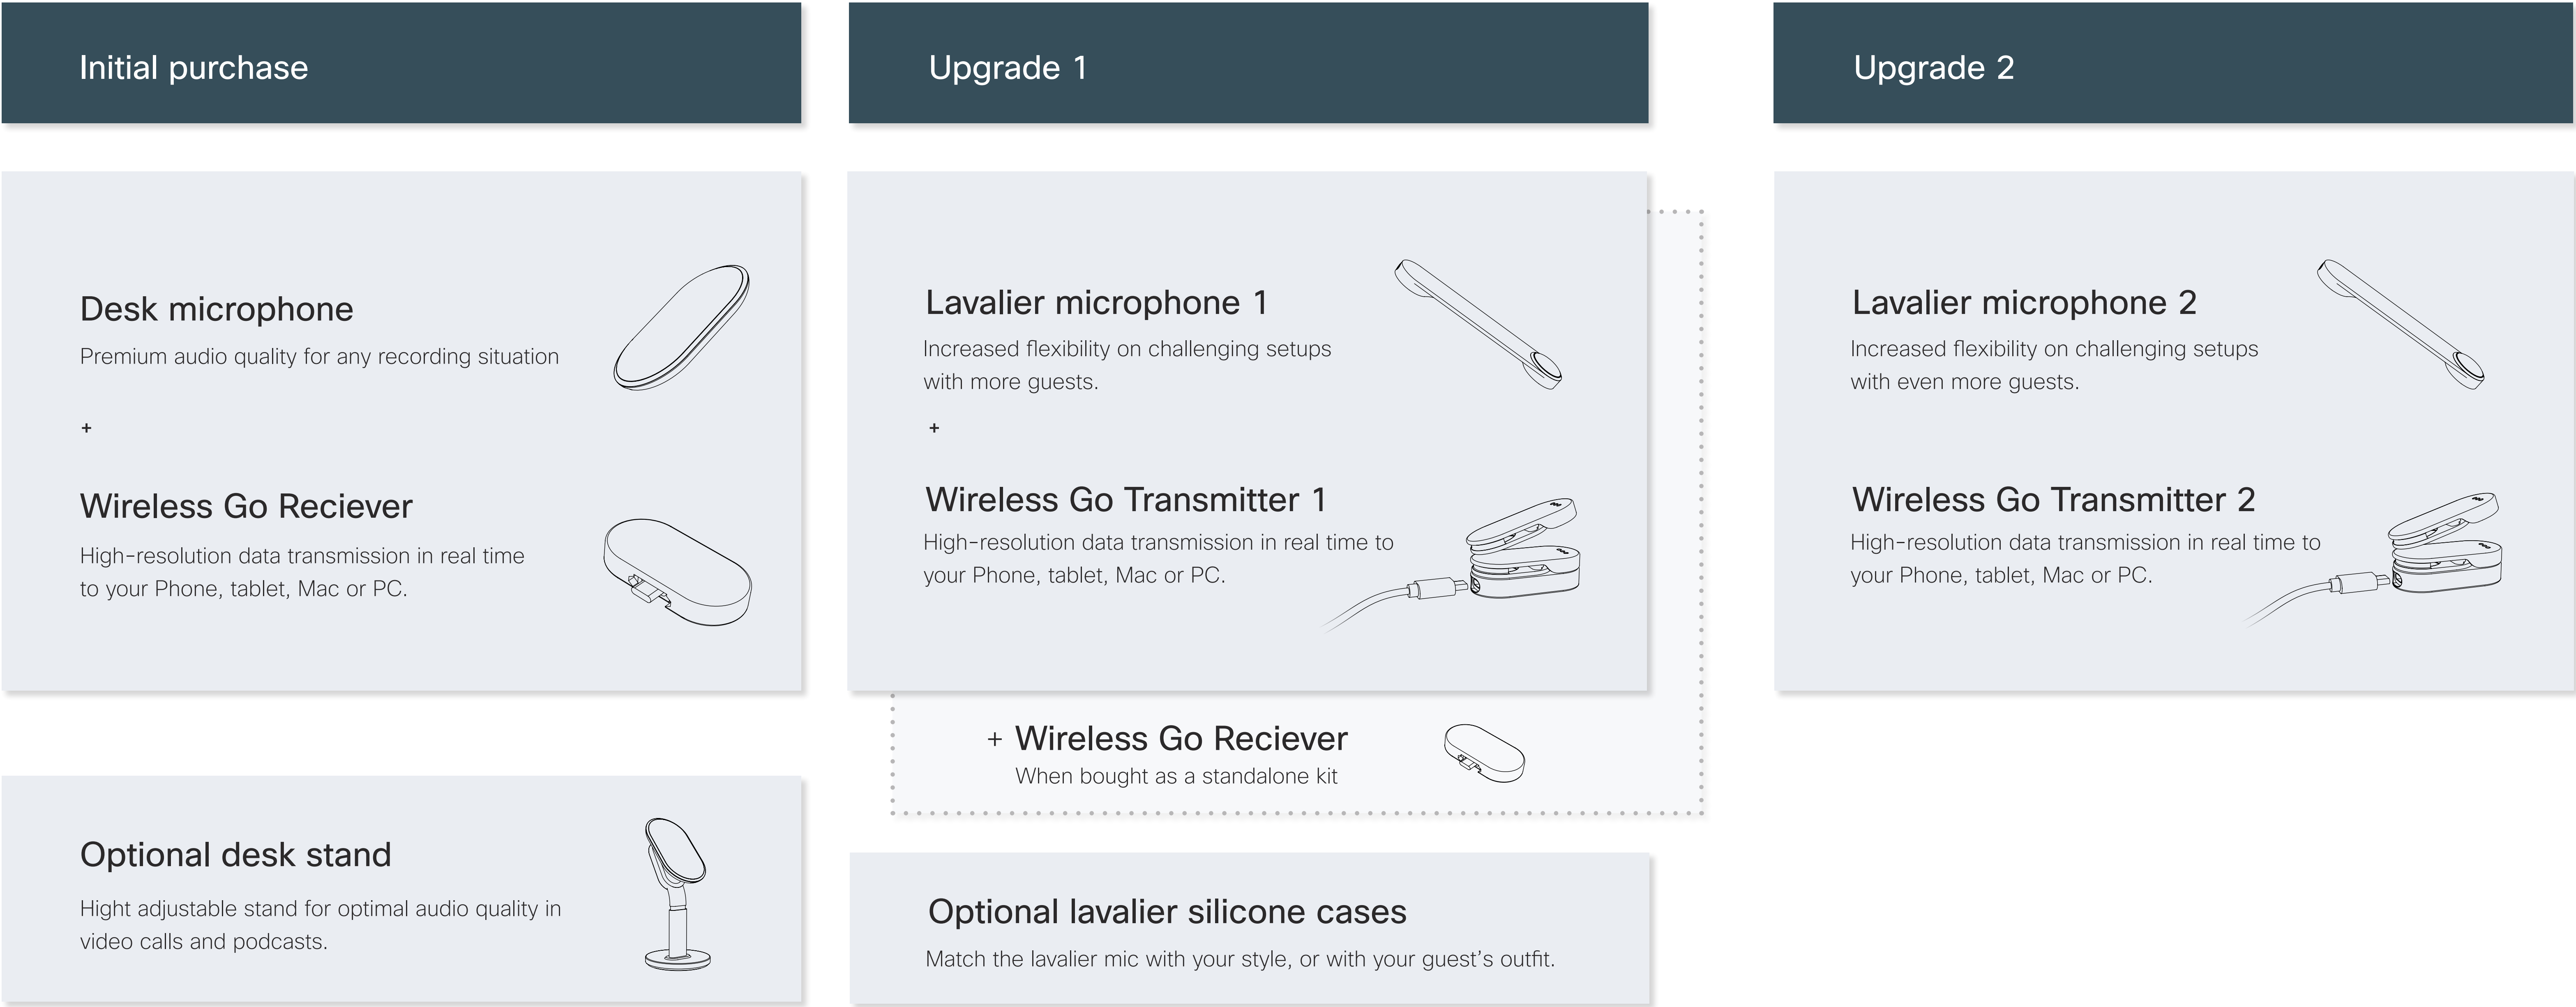 Initial purchase
Desk microphone
Premium audio quality for any recording situation
+
Wireless Go Reciever
High-resolution data transmission in real time
to your Phone, tablet, Mac or PC.
Optional desk stand
Hight adjustable stand for optimal audio quality in
video calls and podcasts.
Upgrade 1
Lavalier microphone 1
Increased flexibility on challenging setups
with more guests.
+
Wireless Go Transmitter 1
High-resolution data transmission in real time to
your Phone, tablet, Mac or PC.
+ Wireless Go Reciever
When bought as a standalone kit
Optional lavalier silicone cases
Match the lavalier mic with your style, or with your guest's outfit.
Upgrade 2
Lavalier microphone 2
Increased flexibility on challenging setups
with even more guests.
Wireless Go Transmitter 2
High-resolution data transmission in real time to
your Phone, tablet, Mac or PC.